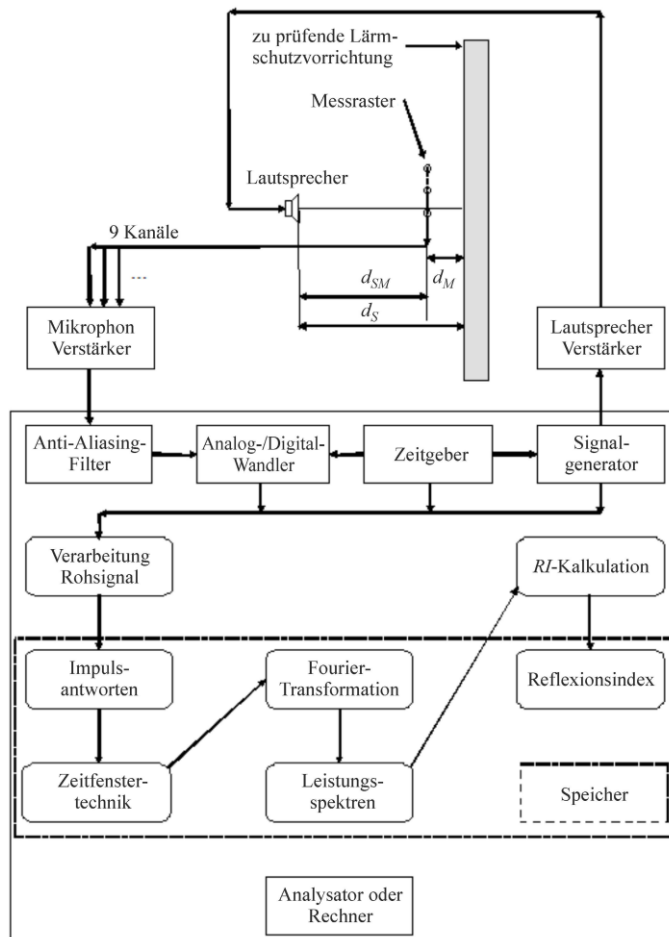 zu prüfende Lärm-
schutzvorrichtung
Messraster
Lautsprecher
9 Kanäle
...
d_SM
d_M
d_S
Mikrophon
Verstärker
Lautsprecher
Verstärker
Anti-Aliasing-
Filter
Analog-/Digital-
Wandler
Zeitgeber
Signal-
generator
Verarbeitung
Rohsignal
RI-Kalkulation
Impuls-
antworten
Fourier-
Transformation
Reflexionsindex
Zeitfenster-
technik
Leistungs-
spektren
Speicher
Analysator oder
Rechner